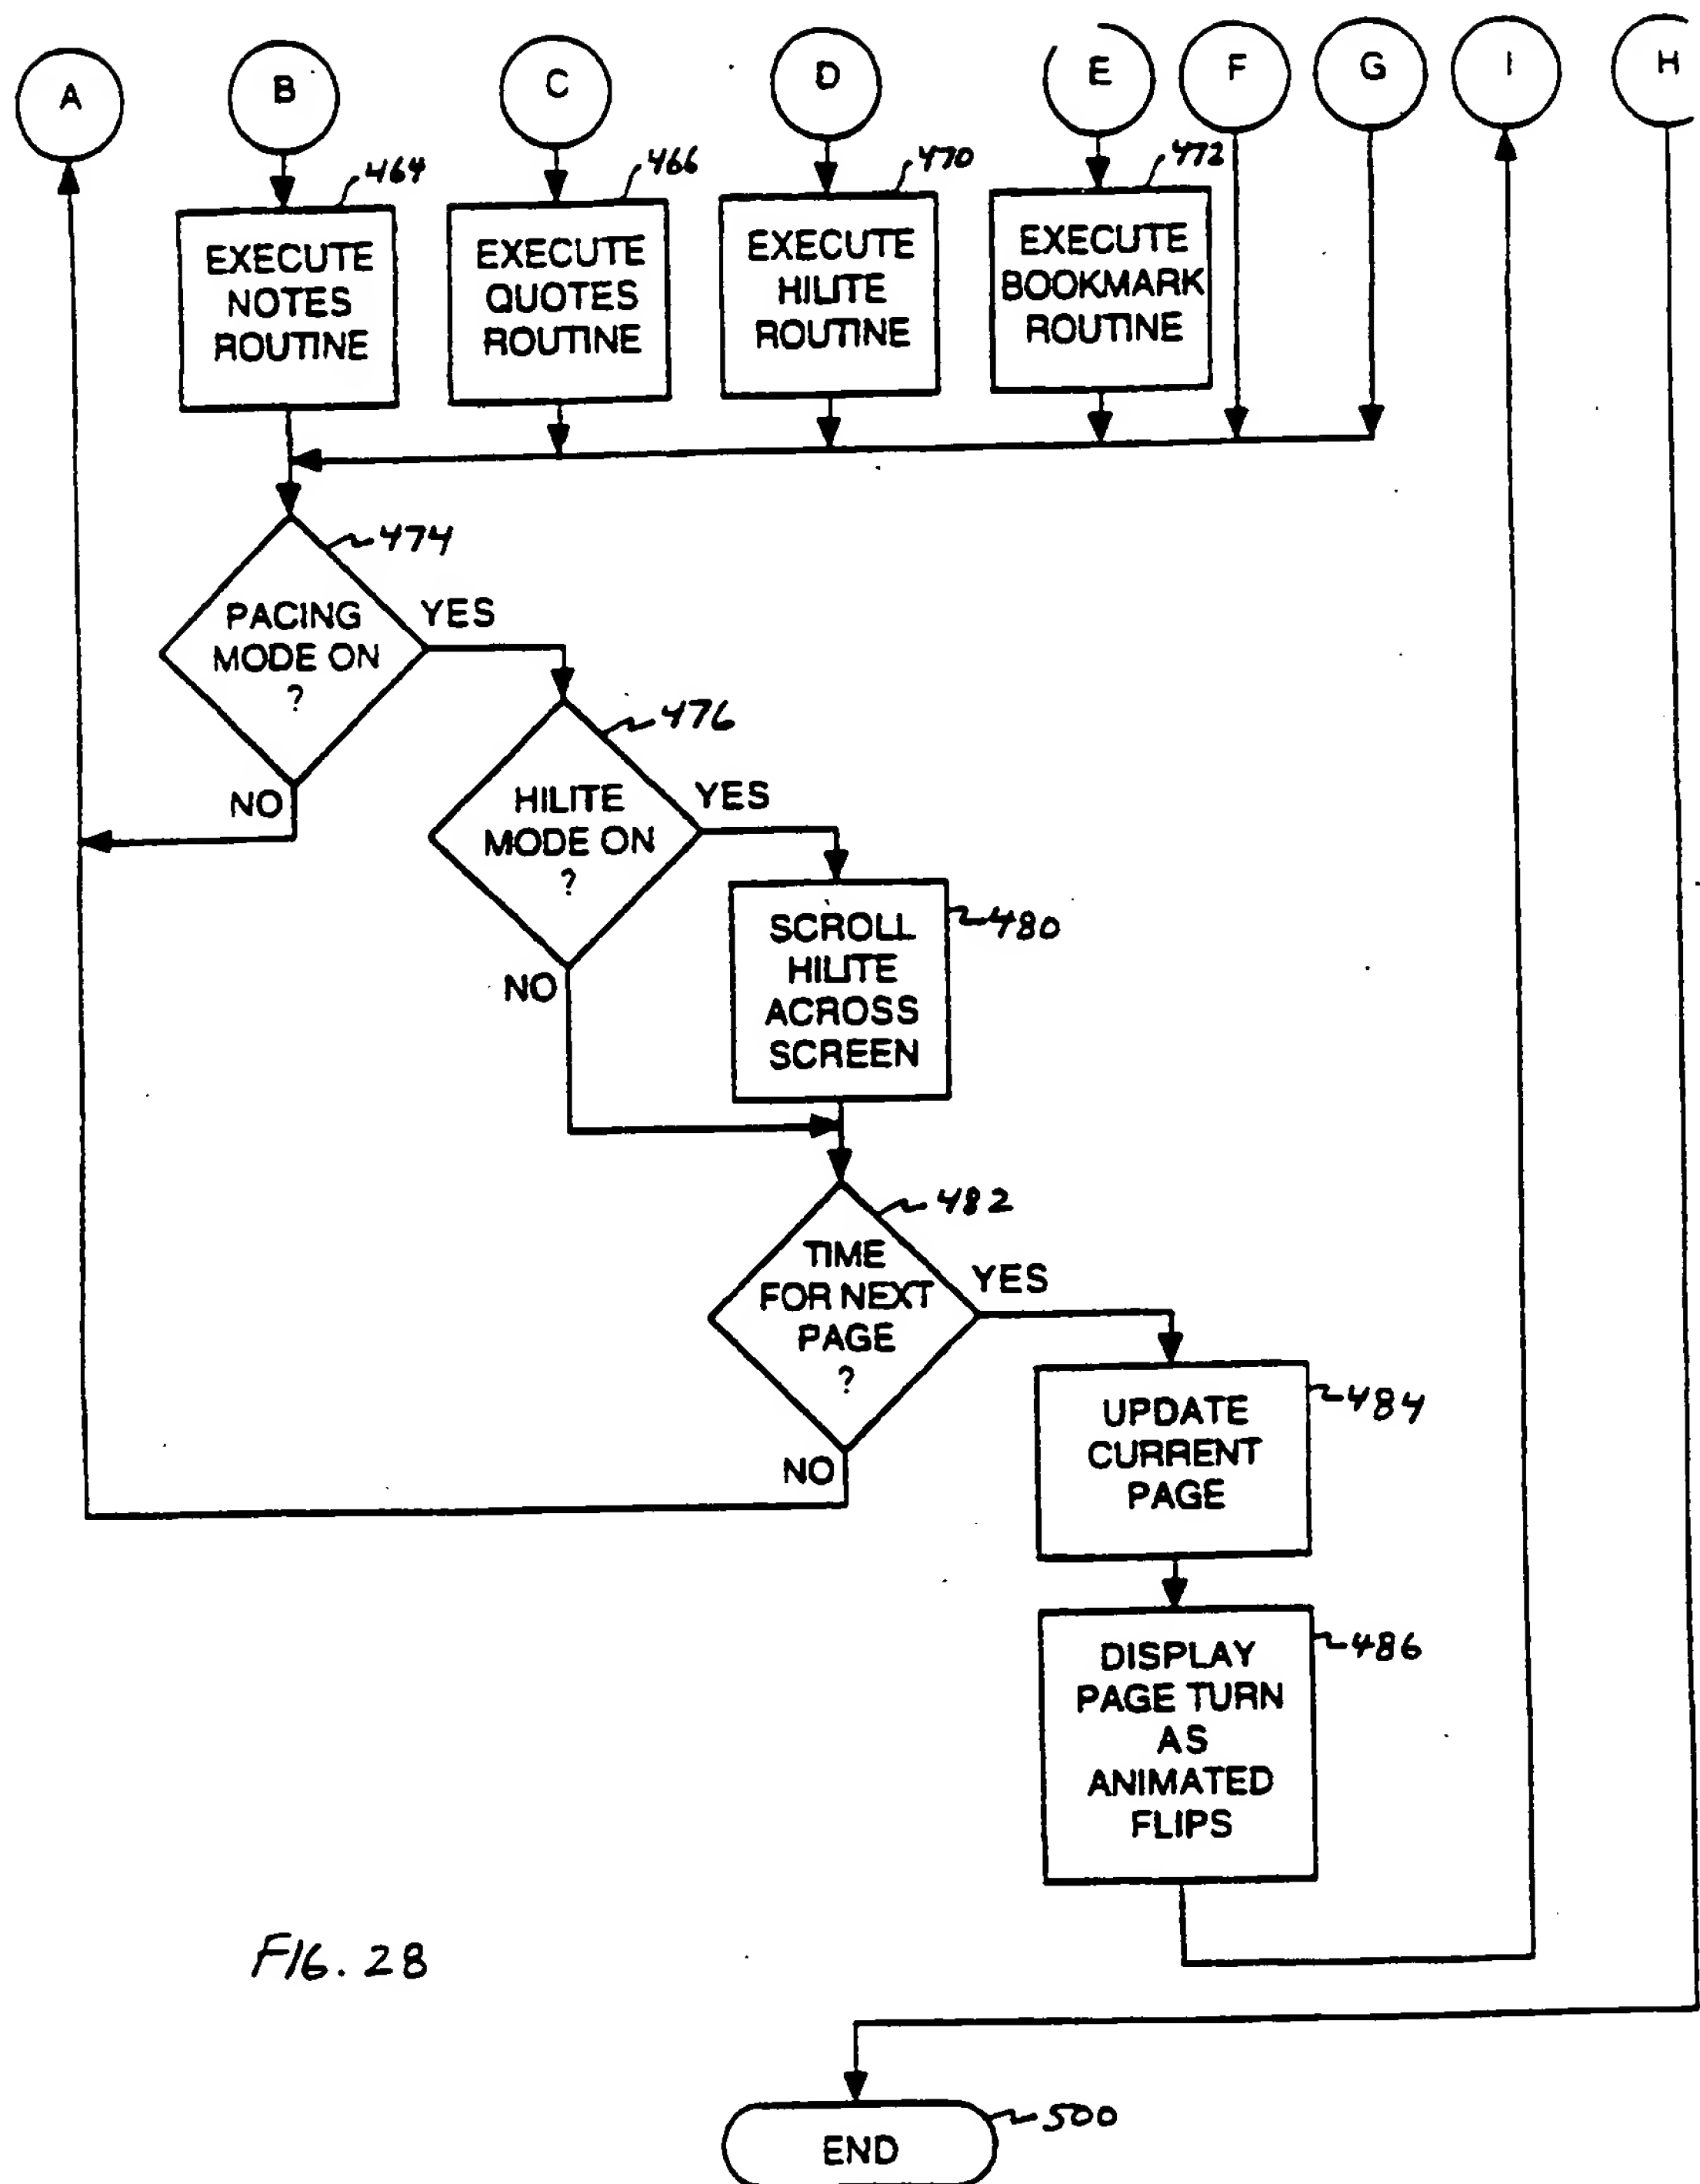 A
B
C
D
E
F
G
I
H
464
466
470
472
EXECUTE
NOTES
ROUTINE
EXECUTE
QUOTES
ROUTINE
EXECUTE
HILITE
ROUTINE
EXECUTE
BOOKMARK
ROUTINE
474
PACING
MODE ON
?
YES
NO
476
HILITE
MODE ON
?
YES
NO
480
SCROLL
HILITE
ACROSS
SCREEN
482
TIME
FOR NEXT
PAGE
?
YES
NO
484
UPDATE
CURRENT
PAGE
486
DISPLAY
PAGE TURN
AS
ANIMATED
FLIPS
FIG. 28
500
END